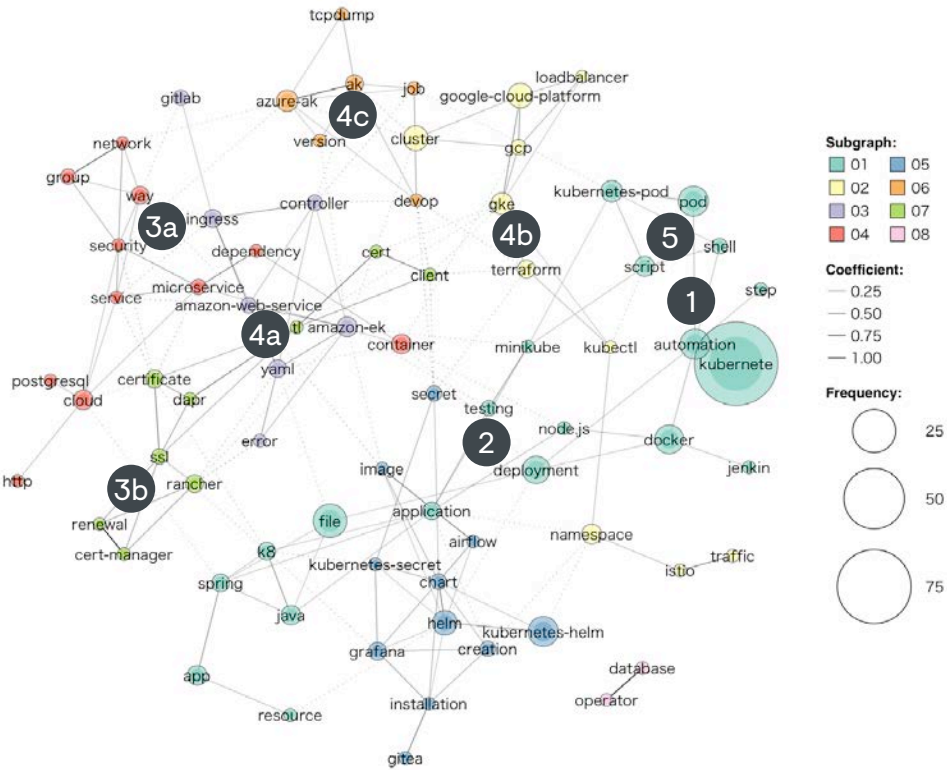 tcpdump
ak
job
loadbalancer
azure-ak
google-cloud-platform
gitlab
4c
version
cluster
gcp
network
group
way
kubernetes-pod
pod
3a
ingress
controller
devop
gke
4b
5
shell
security
dependency
cert
script
client
terraform
service
microservice
amazon-web-service
step
1
4a
tl
amazon-ek
container
minikube
kubectl
automation
kubernete
postgresql
certificate
yaml
cloud
dapr
secret
testing
error
2
node.js
docker
ssl
image
deployment
jenkin
http
3b
rancher
renewal
file
application
cert-manager
k8
airflow
namespace
kubernetes-secret
istio
traffic
spring
chart
java
helm
kubernetes-helm
grafana
creation
app
database
resource
installation
operator
gitea
Subgraph:
01 05
02 06
03 07
04 08
Coefficient:
0.25
0.50
0.75
1.00
Frequency:
25
50
75